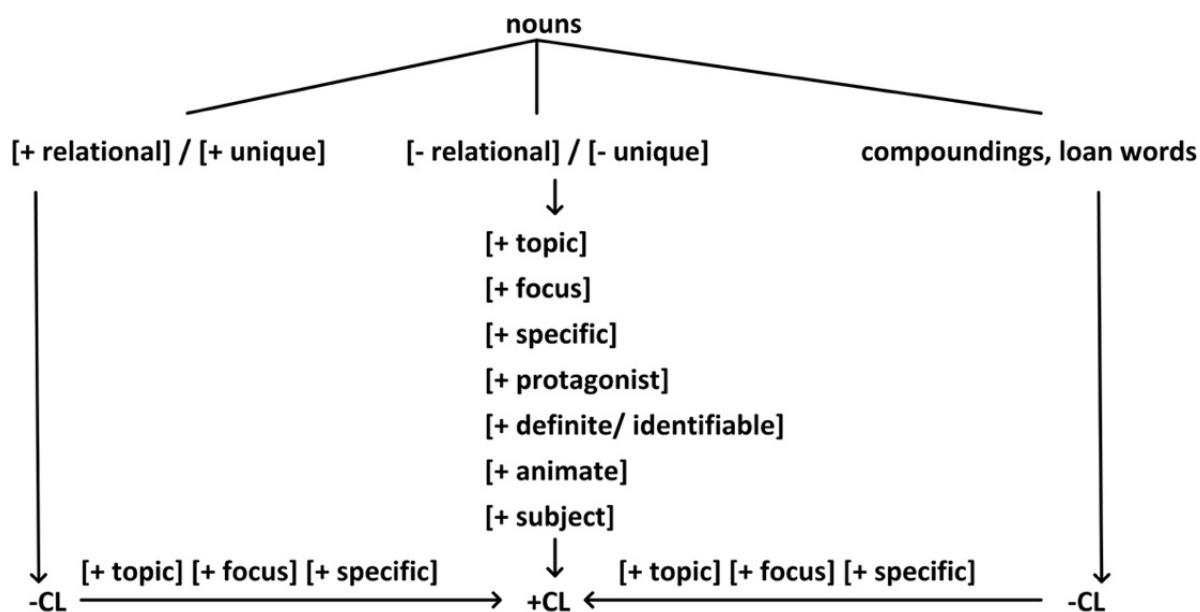 nouns
[+ relational] / [+ unique]
[- relational] / [- unique]
compoundings, loan words
[+ topic]
[+ focus]
[+ specific]
[+ protagonist]
[+ definite/ identifiable]
[+ animate]
[+ subject]
[+ topic] [+ focus] [+ specific]
[+ topic] [+ focus] [+ specific]
-CL
+CL
-CL